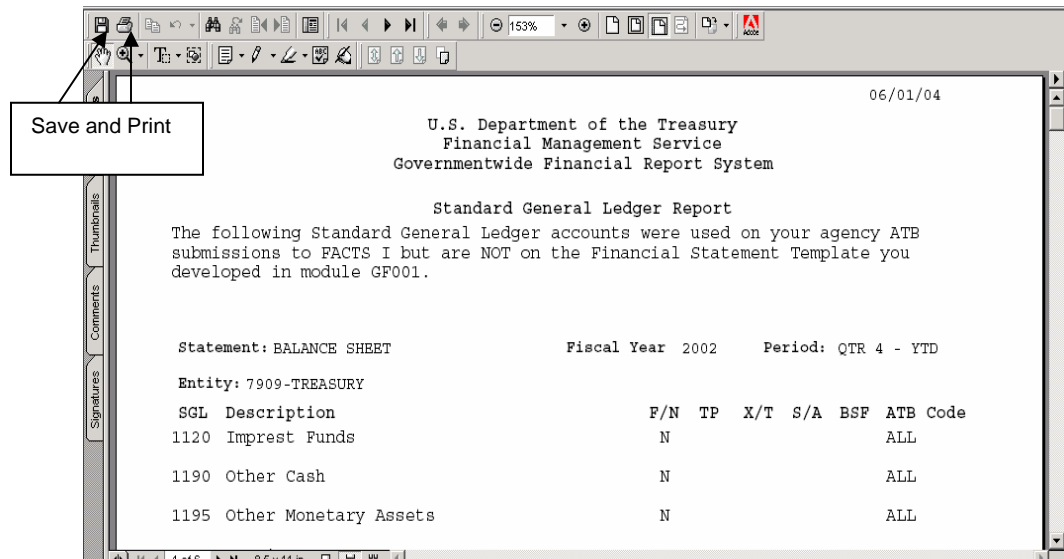 153%
Adobe
06/01/04
Save and Print
U.S. Department of the Treasury
Financial Management Service
Governmentwide Financial Report System
Standard General Ledger Report
The following Standard General Ledger accounts were used on your agency ATB
submissions to FACTS I but are NOT on the Financial Statement Template you
developed in module GF001.
Thumbnails
Comments
Signatures
Statement: BALANCE SHEET Fiscal Year 2002 Period: QTR 4 - YTD
Entity: 7909-TREASURY
SGL Description F/N TP X/T S/A BSF ATB Code
1120 Imprest Funds N ALL
1190 Other Cash N ALL
1195 Other Monetary Assets N ALL